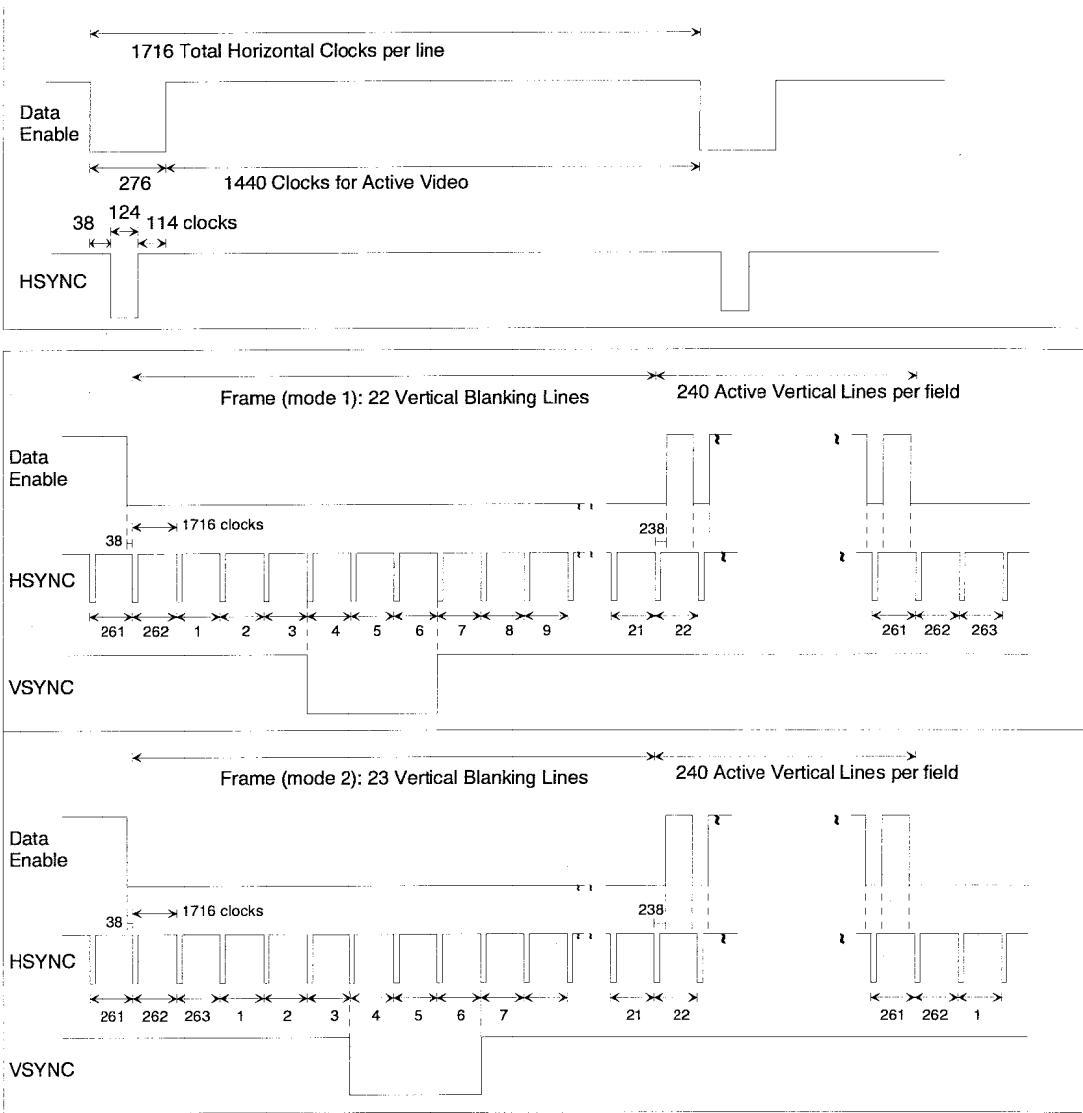 1716 Total Horizontal Clocks per line
Data
Enable
276
1440 Clocks for Active Video
124
38
114 clocks
HSYNC
Frame (mode 1): 22 Vertical Blanking Lines
240 Active Vertical Lines per field
Data
Enable
1716 clocks
38
238
HSYNC
261 262 1 2 3 4 5 6 7 8 9 21 22 261 262 263
VSYNC
Frame (mode 2): 23 Vertical Blanking Lines
240 Active Vertical Lines per field
Data
Enable
1716 clocks
38
238
HSYNC
261 262 263 1 2 3 4 5 6 7 21 22 261 262 1
VSYNC